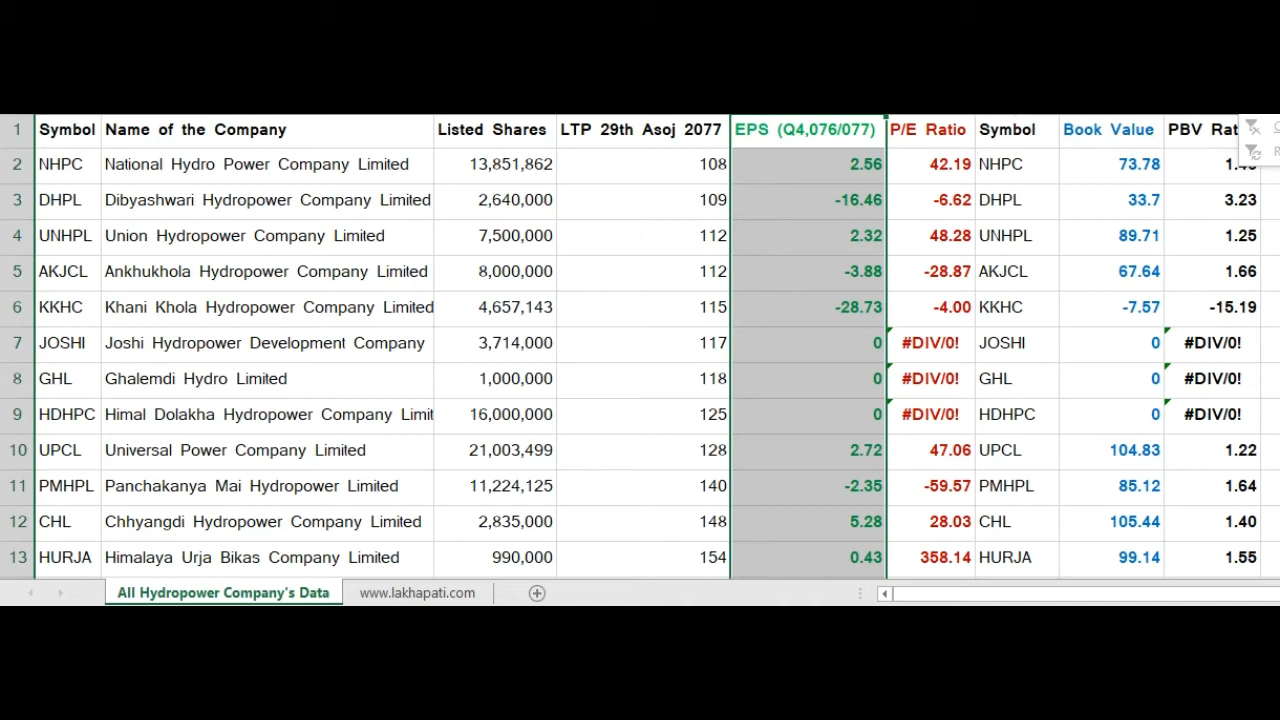 1 Symbol Name of the Company Listed Shares LTP 29th Asoj 2077 EPS (Q4,076/077) P/E Ratio Symbol Book Value PBV
2 NHPC National Hydro Power Company Limited 13,851,862 108 2.56 42.19 NHPC 73.78
3 DHPL Dibyashwari Hydropower Company Limited 2,640,000 109 -16.46 -6.62 DHPL 33.7 3.23
4 UNHPL Union Hydropower Company Limited 7,500,000 112 2.32 48.28 UNHPL 89.71 1.25
5 AKJCL Ankhukhola Hydropower Company Limited 8,000,000 112 -3.88 -28.87 AKJCL 67.64 1.66
6 KKHC Khani Khola Hydropower Company Limited 4,657,143 115 -28.73 -4.00 KKHC -7.57 -15.19
7 JOSHI Joshi Hydropower Development Company 3,714,000 117 0 #DIV/0! JOSHI 0 #DIV/0!
8 GHL Ghalemdi Hydro Limited 1,000,000 118 0 #DIV/0! GHL 0 #DIV/0!
9 HDHPC Himal Dolakha Hydropower Company Limit 16,000,000 125 0 #DIV/0! HDHPC 0 #DIV/0!
10 UPCL Universal Power Company Limited 21,003,499 128 2.72 47.06 UPCL 104.83 1.22
11 PMHPL Panchakanya Mai Hydropower Limited 11,224,125 140 -2.35 -59.57 PMHPL 85.12 1.64
12 CHL Chhyangdi Hydropower Company Limited 2,835,000 148 5.28 28.03 CHL 105.44 1.40
13 HURJA Himalaya Urja Bikas Company Limited 990,000 154 0.43 358.14 HURJA 99.14 1.55
All Hydropower Company's Data www.lakhapati.com